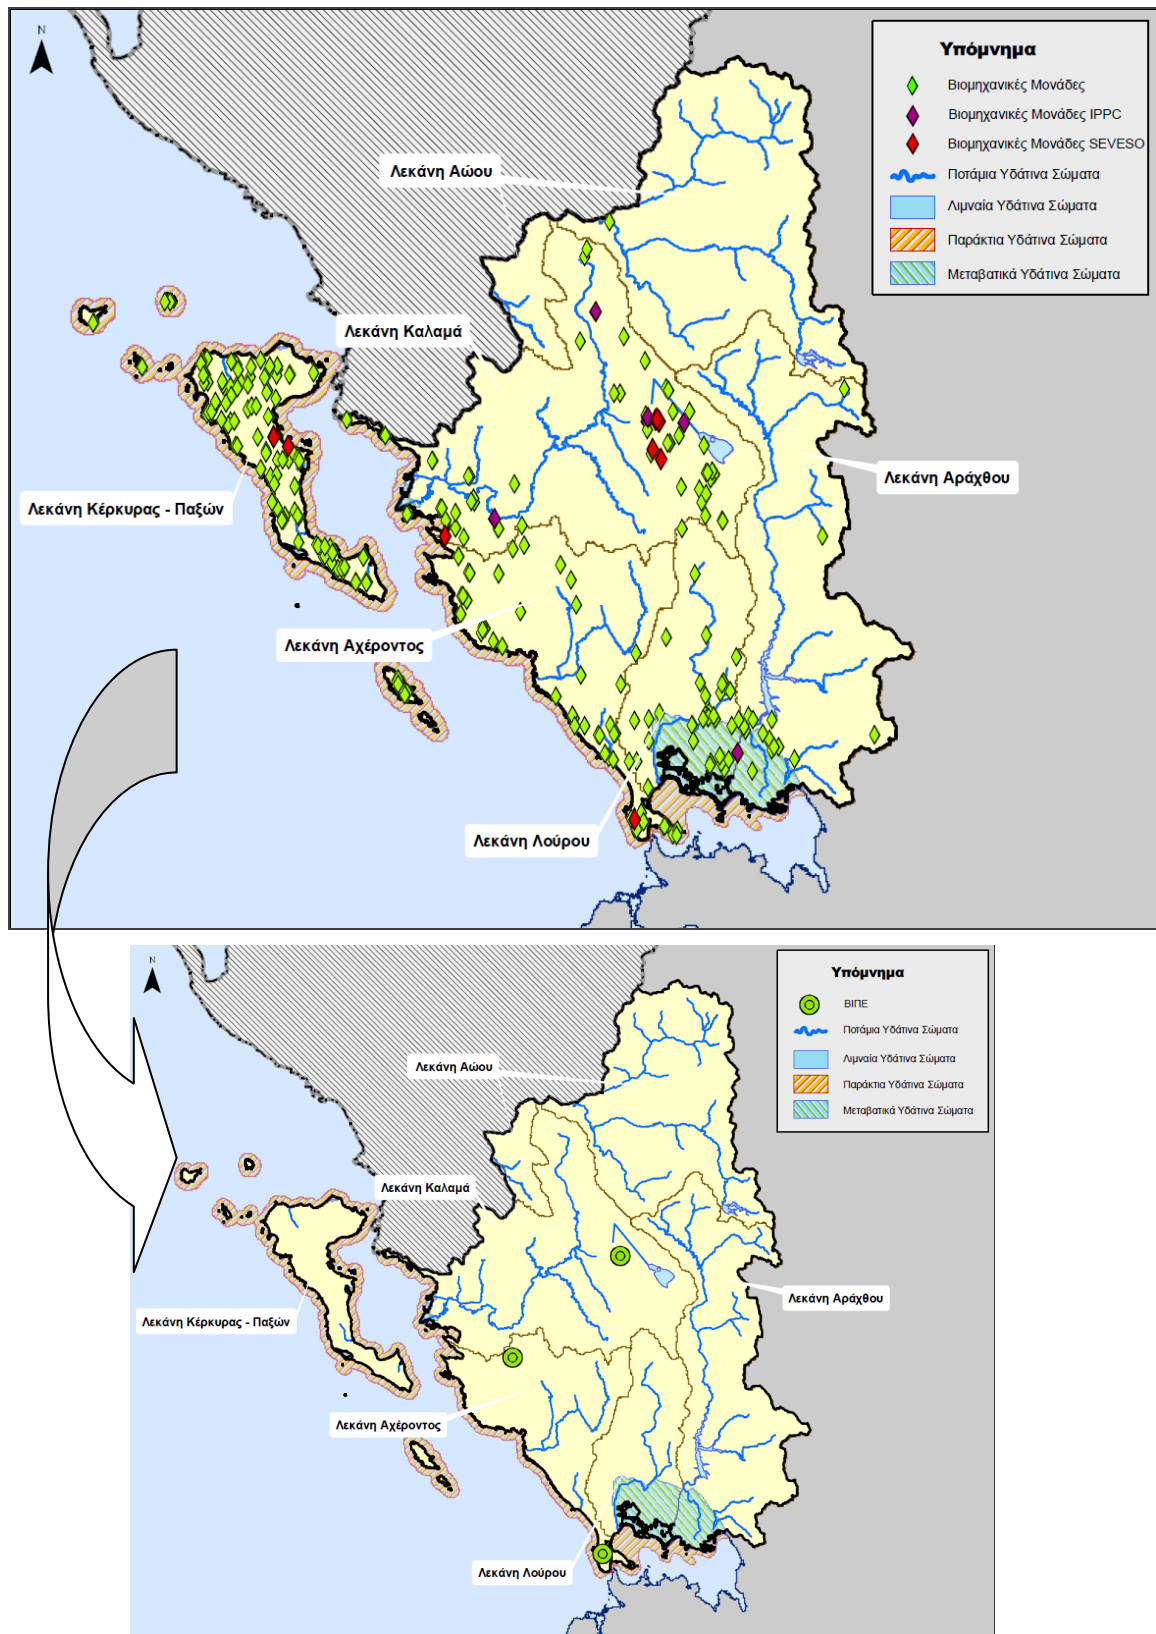 N
Υπόμνημα
Βιομηχανικές Μονάδες
Βιομηχανικές Μονάδες IPPC
Βιομηχανικές Μονάδες SEVESO
Ποτάμια Υδάτινα Σώματα
Λιμναία Υδάτινα Σώματα
Παράκτια Υδάτινα Σώματα
Μεταβατικά Υδάτινα Σώματα
Λεκάνη Αώου
Λεκάνη Καλαμά
Λεκάνη Αράχθου
Λεκάνη Κέρκυρας - Παξών
Λεκάνη Αχέροντος
Λεκάνη Λούρου
N
Υπόμνημα
ΒΙΠΕ
Ποτάμια Υδάτινα Σώματα
Λιμναία Υδάτινα Σώματα
Παράκτια Υδάτινα Σώματα
Μεταβατικά Υδάτινα Σώματα
Λεκάνη Αώου
Λεκάνη Καλαμά
Λεκάνη Αράχθου
Λεκάνη Κέρκυρας - Παξών
Λεκάνη Αχέροντος
Λεκάνη Λούρου